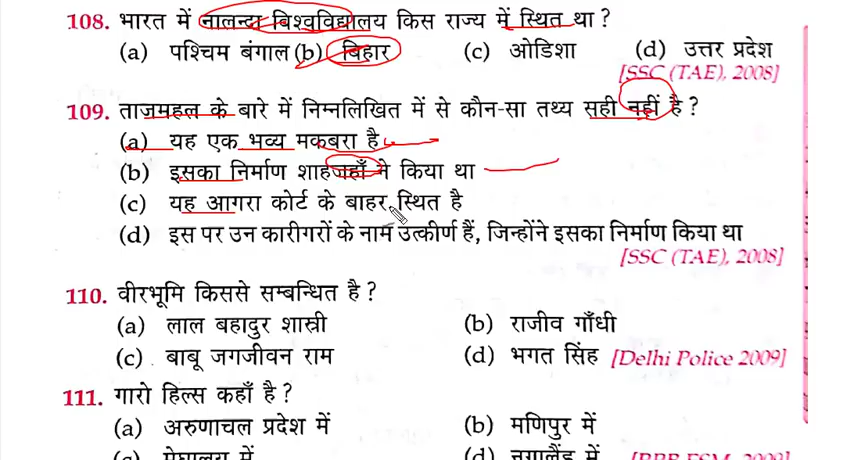 108. भारत में नालन्दा विश्वविद्यालय किस राज्य में स्थित था ?
(a) पश्चिम बंगाल (b) बिहार (c) ओडिशा (d) उत्तर प्रदेश
[SSC (TAE), 2008]
109. ताजमहल के बारे में निम्नलिखित में से कौन-सा तथ्य सही नहीं है ?
(a) यह एक भव्य मकबरा है
(b) इसका निर्माण शाहजहाँ ने किया था
(c) यह आगरा कोर्ट के बाहर स्थित है
(d) इस पर उन कारीगरों के नाम उत्कीर्ण हैं, जिन्होंने इसका निर्माण किया था
[SSC (TAE), 2008]
110. वीरभूमि किससे सम्बन्धित है ?
(a) लाल बहादुर शास्त्री (b) राजीव गाँधी
(c) बाबू जगजीवन राम (d) भगत सिंह [Delhi Police 2009]
111. गारो हिल्स कहाँ है ?
(a) अरुणाचल प्रदेश में (b) मणिपुर में
(c) मेघालय में (d) नगालैंड में